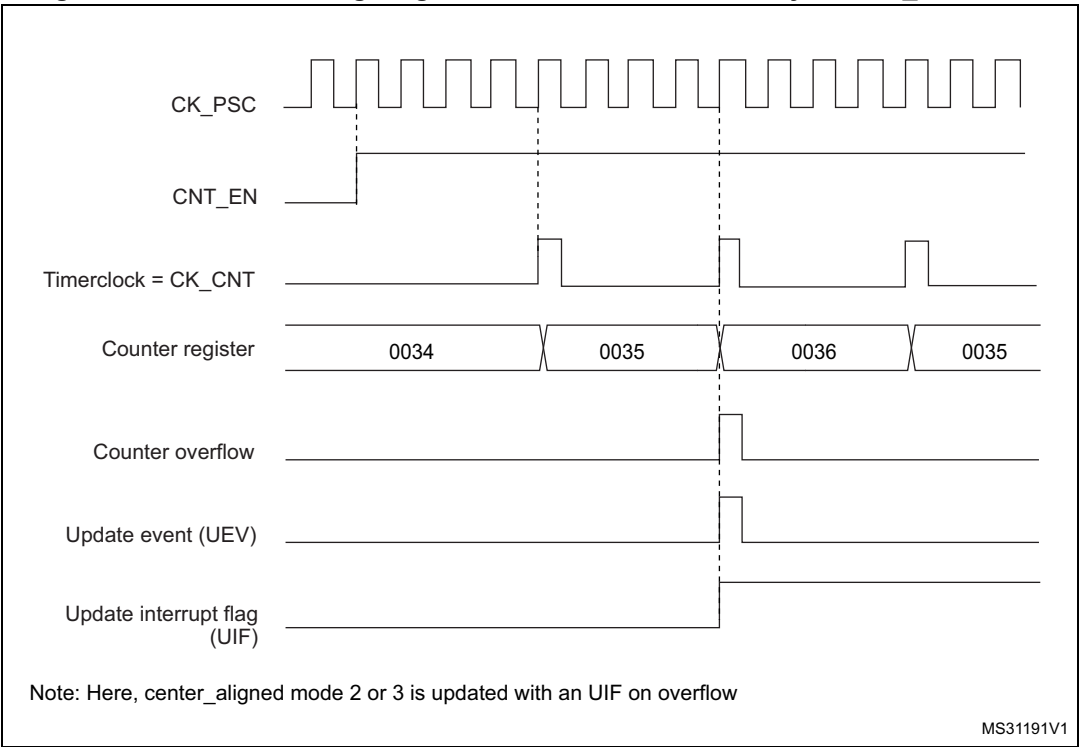 CK_PSC
CNT_EN
Timerclock = CK_CNT
Counter register
0034 0035 0036 0035
Counter overflow
Update event (UEV)
Update interrupt flag
(UIF)
Note: Here, center_aligned mode 2 or 3 is updated with an UIF on overflow
MS31191V1